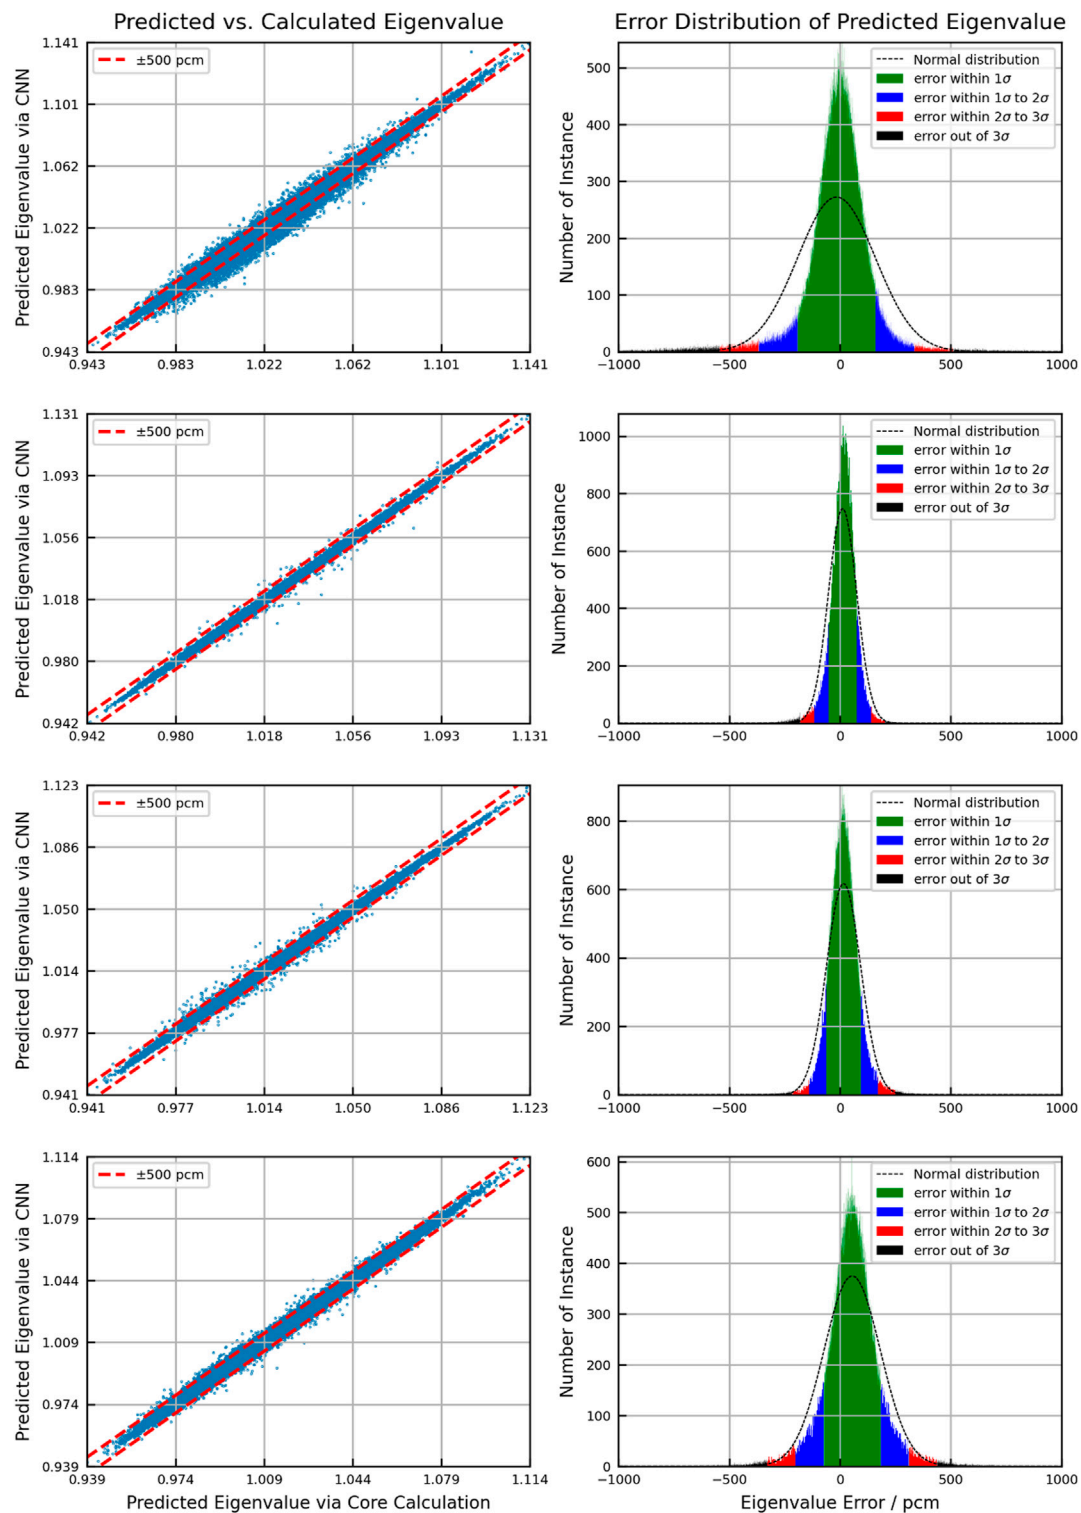 Predicted vs. Calculated Eigenvalue
Error Distribution of Predicted Eigenvalue
Predicted Eigenvalue via CNN
1.141
1.101
1.062
1.022
0.983
0.943
±500 pcm
0.943 0.983 1.022 1.062 1.101 1.141
Number of Instance
500
400
300
200
100
0
Normal distribution
error within 1σ
error within 1σ to 2σ
error within 2σ to 3σ
error out of 3σ
−1000 −500 0 500 1000
Predicted Eigenvalue via CNN
1.131
1.093
1.056
1.018
0.980
0.942
±500 pcm
0.942 0.980 1.018 1.056 1.093 1.131
Number of Instance
1000
800
600
400
200
0
Normal distribution
error within 1σ
error within 1σ to 2σ
error within 2σ to 3σ
error out of 3σ
−1000 −500 0 500 1000
Predicted Eigenvalue via CNN
1.123
1.086
1.050
1.014
0.977
0.941
±500 pcm
0.941 0.977 1.014 1.050 1.086 1.123
Number of Instance
800
600
400
200
0
Normal distribution
error within 1σ
error within 1σ to 2σ
error within 2σ to 3σ
error out of 3σ
−1000 −500 0 500 1000
Predicted Eigenvalue via CNN
1.114
1.079
1.044
1.009
0.974
0.939
±500 pcm
0.939 0.974 1.009 1.044 1.079 1.114
Predicted Eigenvalue via Core Calculation
Number of Instance
600
500
400
300
200
100
0
Normal distribution
error within 1σ
error within 1σ to 2σ
error within 2σ to 3σ
error out of 3σ
−1000 −500 0 500 1000
Eigenvalue Error / pcm